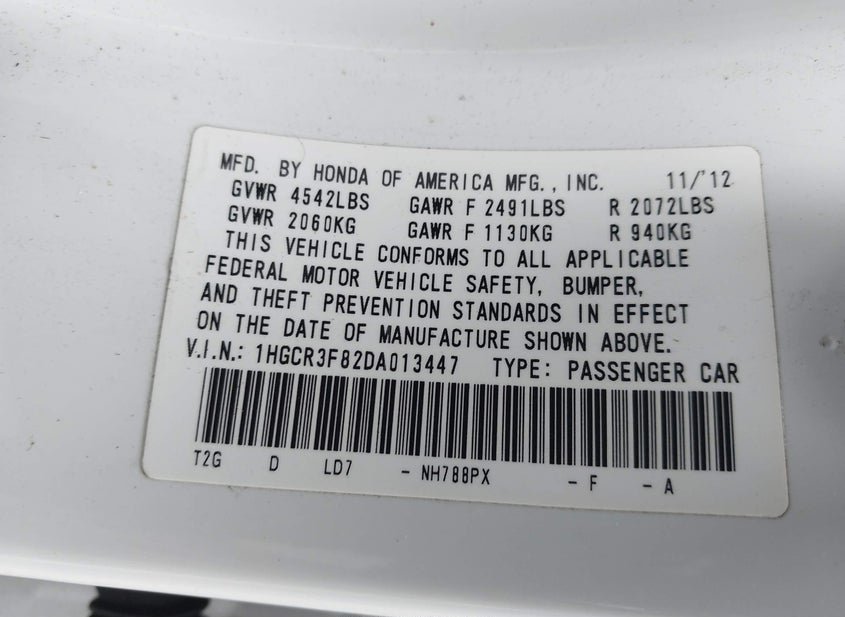 MFD. BY HONDA OF AMERICA MFG., INC. 11/'12
GVWR 4542LBS GAWR F 2491LBS R 2072LBS
GVWR 2060KG GAWR F 1130KG R 940KG
THIS VEHICLE CONFORMS TO ALL APPLICABLE
FEDERAL MOTOR VEHICLE SAFETY, BUMPER,
AND THEFT PREVENTION STANDARDS IN EFFECT
ON THE DATE OF MANUFACTURE SHOWN ABOVE.
V.I.N.: 1HGCR3F82DA013447 TYPE: PASSENGER CAR
T2G D LD7 - NH788PX - F - A